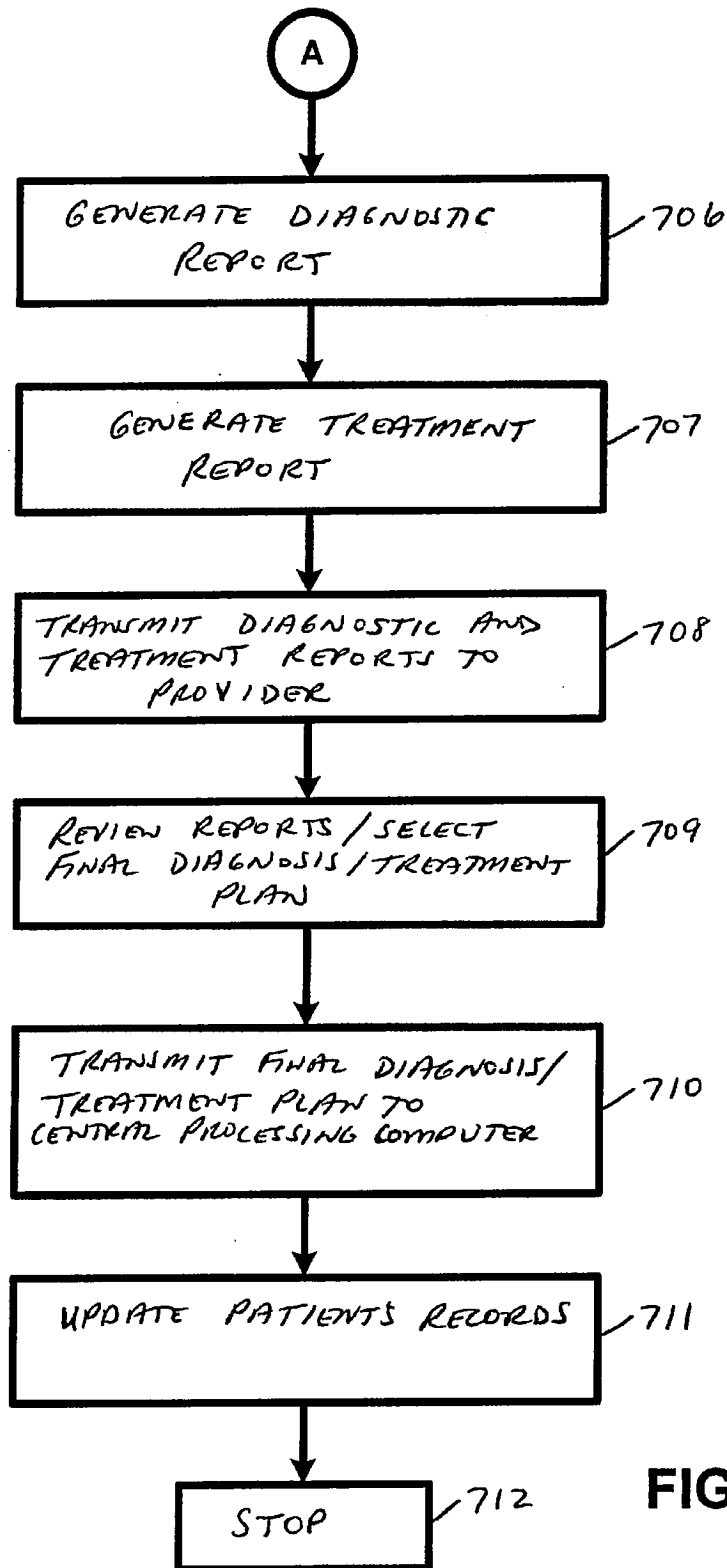 A
GENERATE DIAGNOSTIC
REPORT
706
GENERATE TREATMENT
REPORT
707
TRANSMIT DIAGNOSTIC AND
TREATMENT REPORTS TO
PROVIDER
708
REVIEW REPORTS / SELECT
FINAL DIAGNOSIS / TREATMENT
PLAN
709
TRANSMIT FINAL DIAGNOSIS/
TREATMENT PLAN TO
CENTRAL PROCESSING COMPUTER
710
UPDATE PATIENTS RECORDS
711
STOP
712
FIG